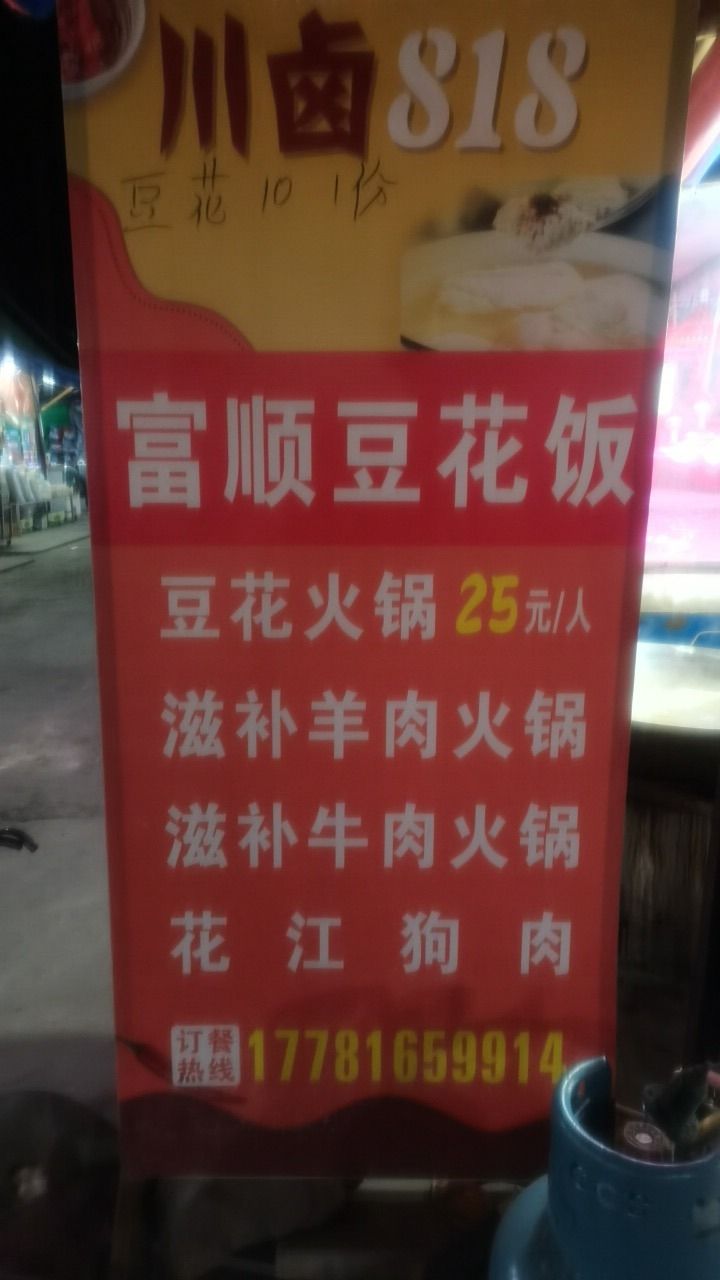 川卤818
豆花 10 1份
富顺豆花饭
豆花火锅 25元/人
滋补羊肉火锅
滋补牛肉火锅
花江狗肉
订餐热线 17781659914